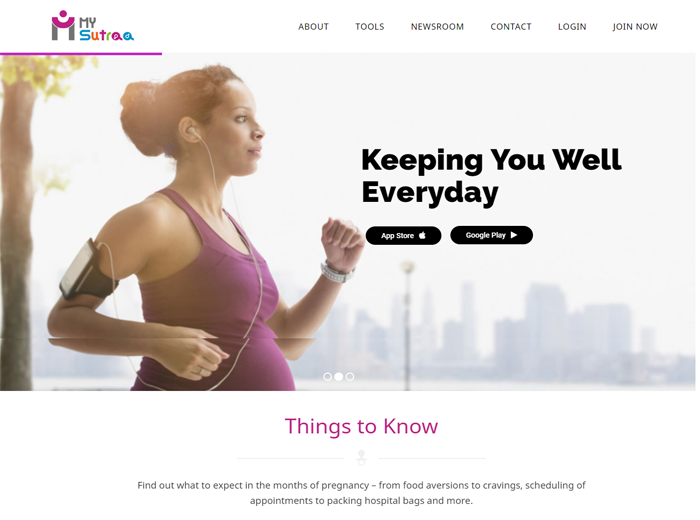 MY
Sutraa
ABOUT TOOLS NEWSROOM CONTACT LOGIN JOIN NOW
Keeping You Well
Everyday
App Store Google Play
Things to Know
Find out what to expect in the months of pregnancy – from food aversions to cravings, scheduling of
appointments to packing hospital bags and more.